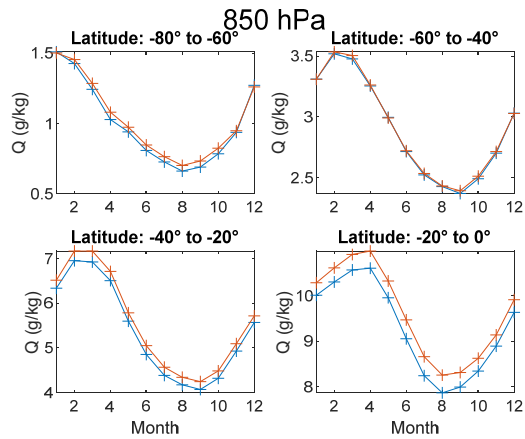 850 hPa
Latitude: -80° to -60°
Latitude: -60° to -40°
Q (g/kg)
1.5
1
0.5
2 4 6 8 10 12
Q (g/kg)
3.5
3
2.5
2 4 6 8 10 12
Latitude: -40° to -20°
Latitude: -20° to 0°
Q (g/kg)
7
6
5
4
2 4 6 8 10 12
Month
Q (g/kg)
10
9
8
2 4 6 8 10 12
Month